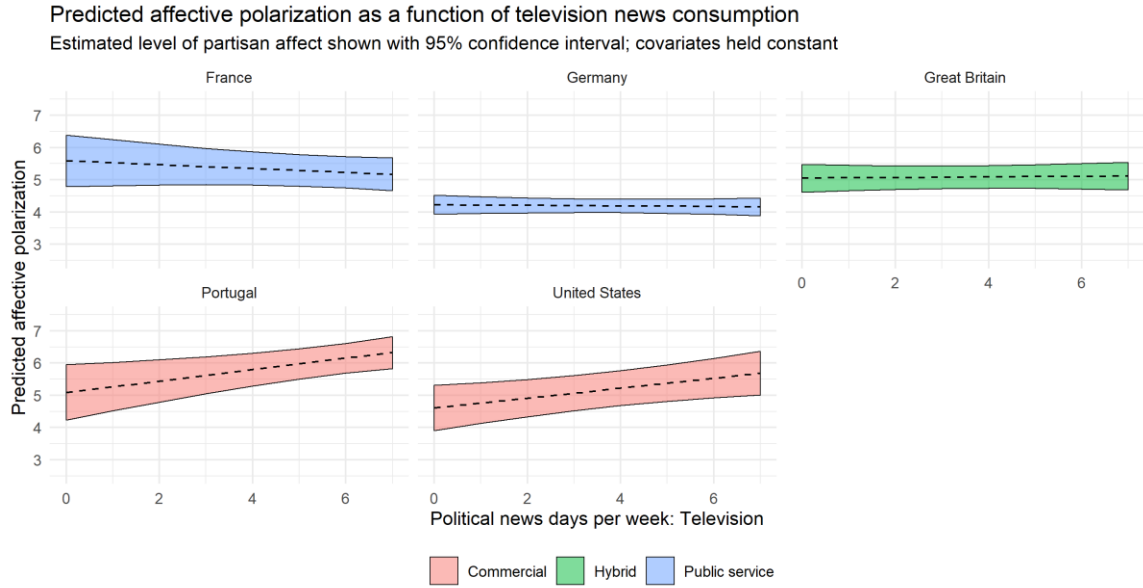 Predicted affective polarization as a function of television news consumption
Estimated level of partisan affect shown with 95% confidence interval; covariates held constant
France
Germany
Great Britain
7
6
5
4
3
0 2 4 6
Portugal
United States
7
6
5
4
3
0 2 4 6
0 2 4 6
Predicted affective polarization
Political news days per week: Television
Commercial Hybrid Public service